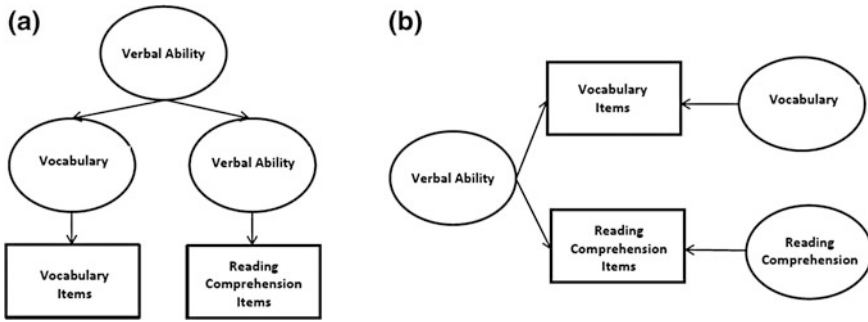 (a)
Verbal Ability
Vocabulary
Verbal Ability
Vocabulary
Items
Reading
Comprehension
Items
(b)
Vocabulary
Items
Vocabulary
Verbal Ability
Reading
Comprehension
Items
Reading
Comprehension